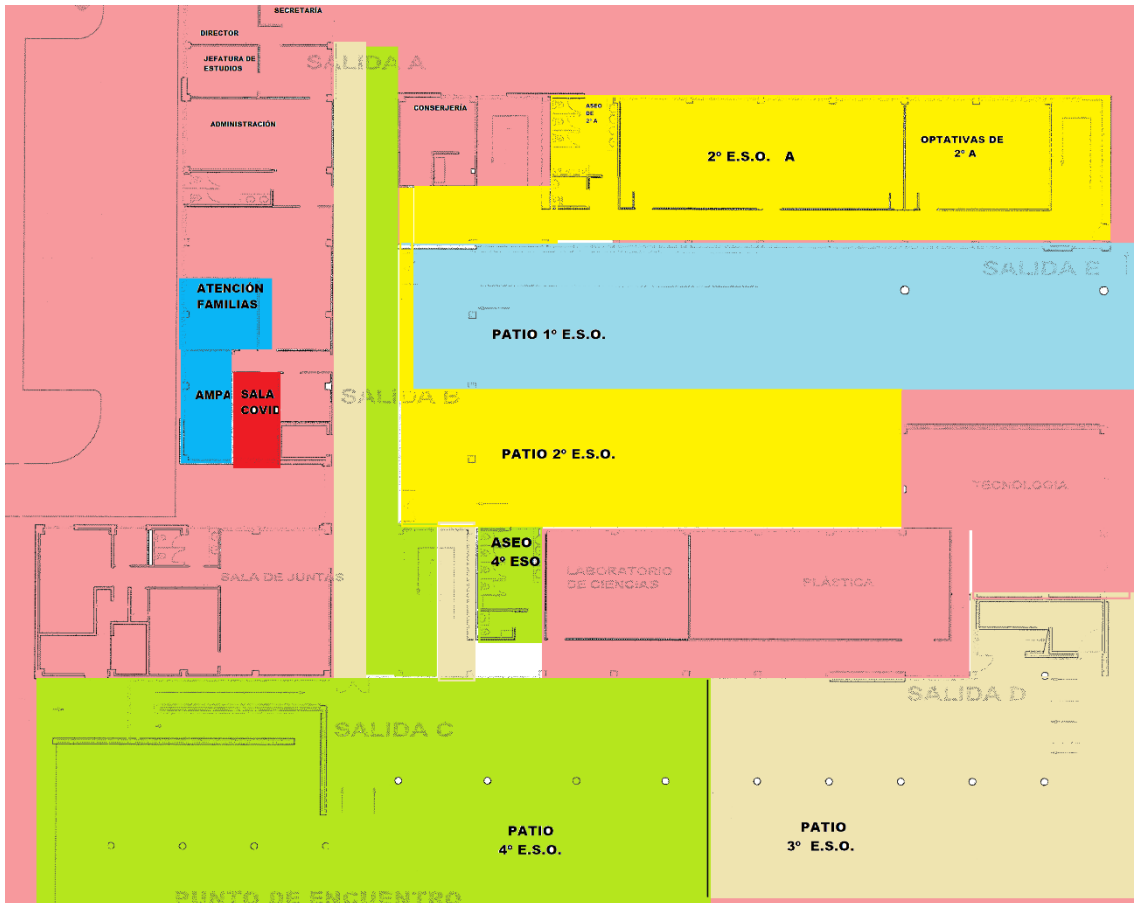 SECRETARÍA
DIRECTOR
JEFATURA DE
ESTUDIOS
SALIDA A
ADMINISTRACIÓN
CONSERJERÍA
ASEO
DE
2º A
2º E.S.O. A
OPTATIVAS DE
2º A
SALIDA E
ATENCIÓN
FAMILIAS
PATIO 1º E.S.O.
AMPA
SALA
COVID
SALIDA B
PATIO 2º E.S.O.
TECNOLOGIA
ASEO
4º ESO
SALA DE JUNTAS
LABORATORIO
DE CIENCIAS
PLÁSTICA
SALIDA D
SALIDA C
PATIO
4º E.S.O.
PATIO
3º E.S.O.
PUNTO DE ENCUENTRO